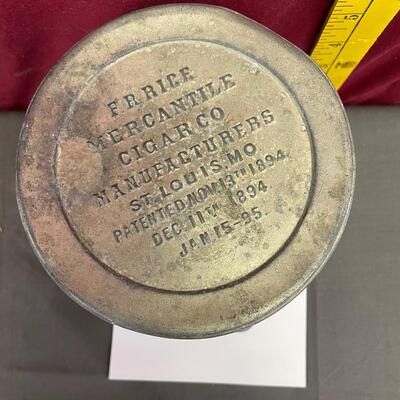 F.R. RICE
MERCANTILE
CIGAR CO
MANUFACTURERS
ST. LOUIS, MO
PATENTED. NOV. 13TH 1894.
DEC. 11TH 1894
JAN 15-95.